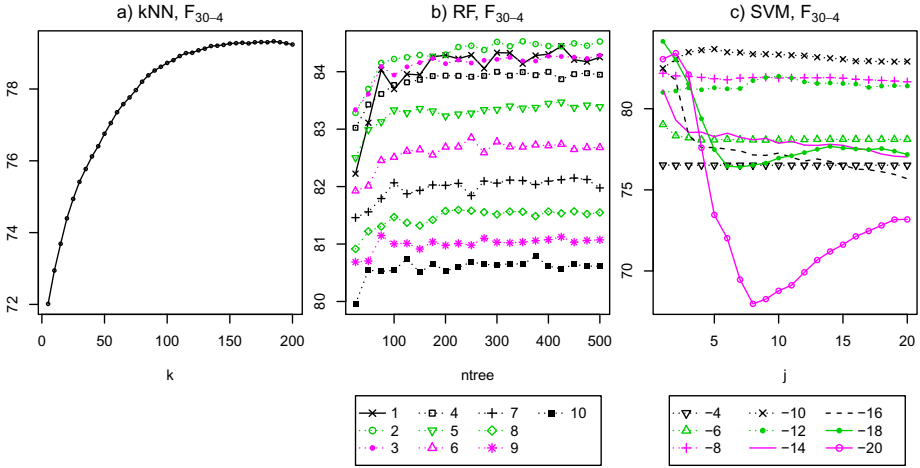 a) kNN, F30–4
b) RF, F30–4
c) SVM, F30–4
78
76
74
72
0 50 100 150 200
k
84
83
82
81
80
0 100 200 300 400 500
ntree
80
75
70
5 10 15 20
j
1 4 7 10
2 5 8
3 6 9
−4 −10 −16
−6 −12 −18
−8 −14 −20